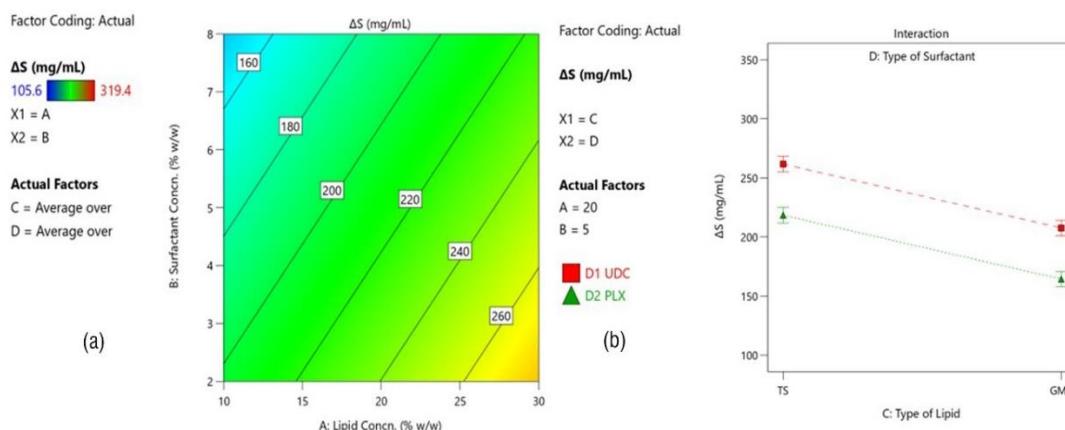 Factor Coding: Actual
ΔS (mg/mL)
105.6 319.4
X1 = A
X2 = B
Actual Factors
C = Average over
D = Average over
(a)
ΔS (mg/mL)
B: Surfactant Concn. (% w/w)
8
7
6
5
4
3
2
160
180
200
220
240
260
10 15 20 25 30
A: Lipid Concn. (% w/w)
Factor Coding: Actual
ΔS (mg/mL)
X1 = C
X2 = D
Actual Factors
A = 20
B = 5
D1 UDC
D2 PLX
(b)
Interaction
D: Type of Surfactant
ΔS (mg/mL)
350
300
250
200
150
100
TS GM
C: Type of Lipid